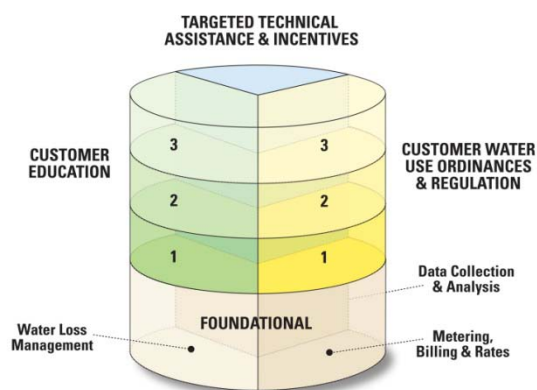 TARGETED TECHNICAL
ASSISTANCE & INCENTIVES
CUSTOMER
EDUCATION
3
3
CUSTOMER WATER
USE ORDINANCES
& REGULATION
2
2
1
1
Data Collection
& Analysis
FOUNDATIONAL
Water Loss
Management
Metering,
Billing & Rates